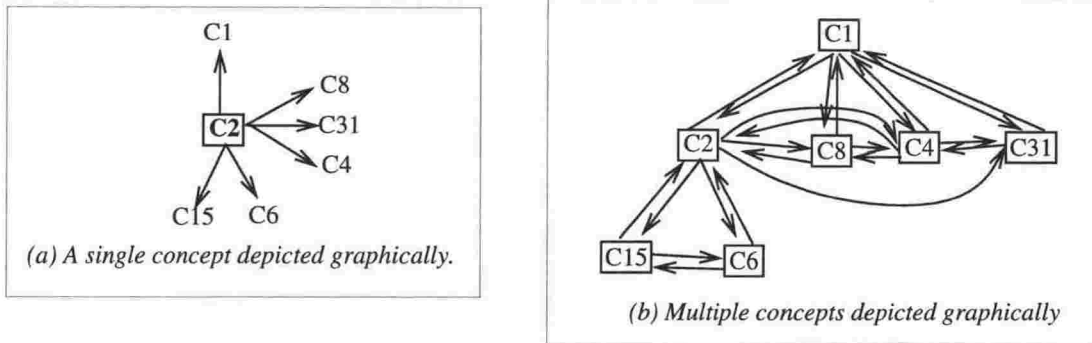 C1
C8
C2
C31
C4
C15
C6
(a) A single concept depicted graphically.
C1
C2
C8
C4
C31
C15
C6
(b) Multiple concepts depicted graphically